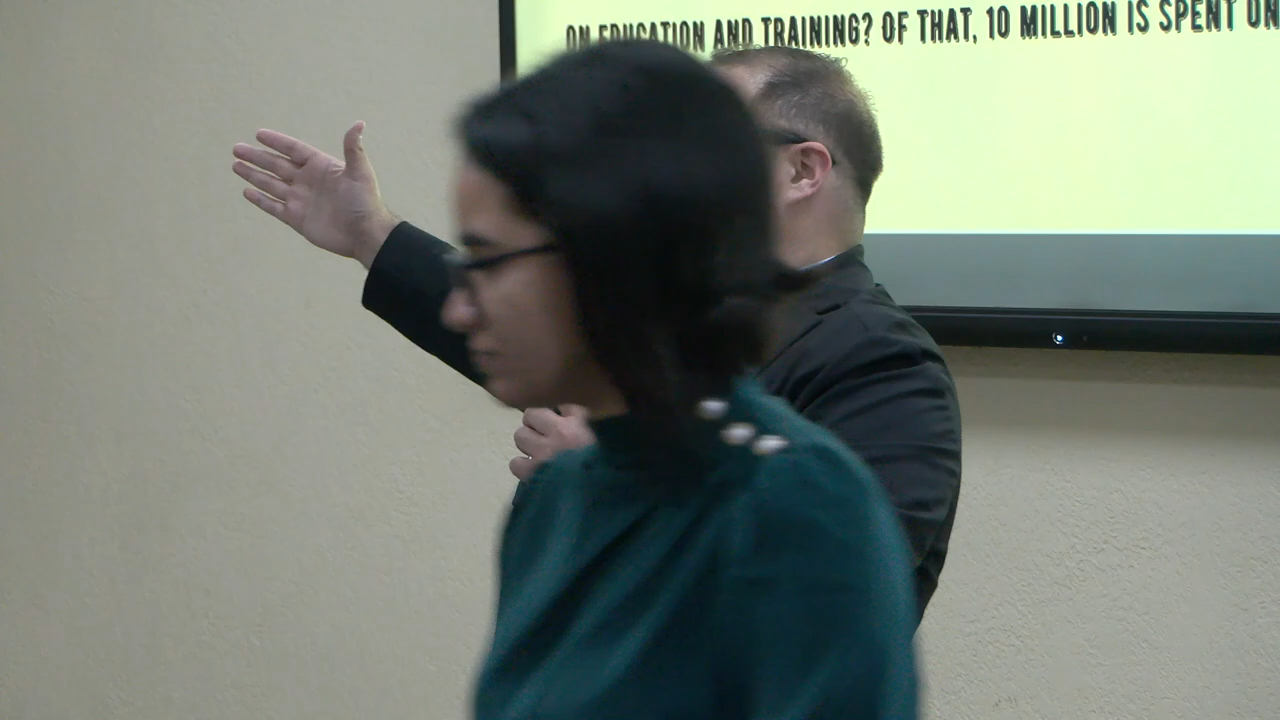 ON EDUCATION AND TRAINING? OF THAT, 10 MILLION IS SPENT ON